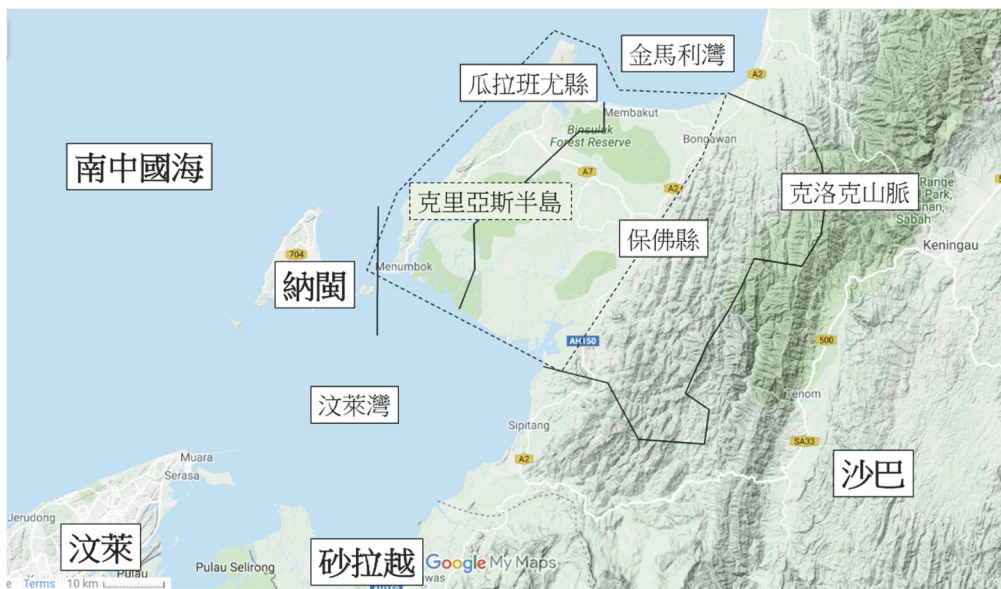 金馬利灣
A2
瓜拉班尤縣
Membakut
Binsulak
Forest Reserve
Bongawan
南中國海
A7
A2
克洛克山脈
Range
Park,
Sabah
克里亞斯半島
保佛縣
Keningau
704
Menumbok
納閩
AH150
500
汶萊灣
Tenom
Sipitang
SA33
A2
Muara
Serasa
沙巴
Jerudong
汶萊
Pulau
Pulau Selirong
砂拉越
Google My Maps
Terms
10 km